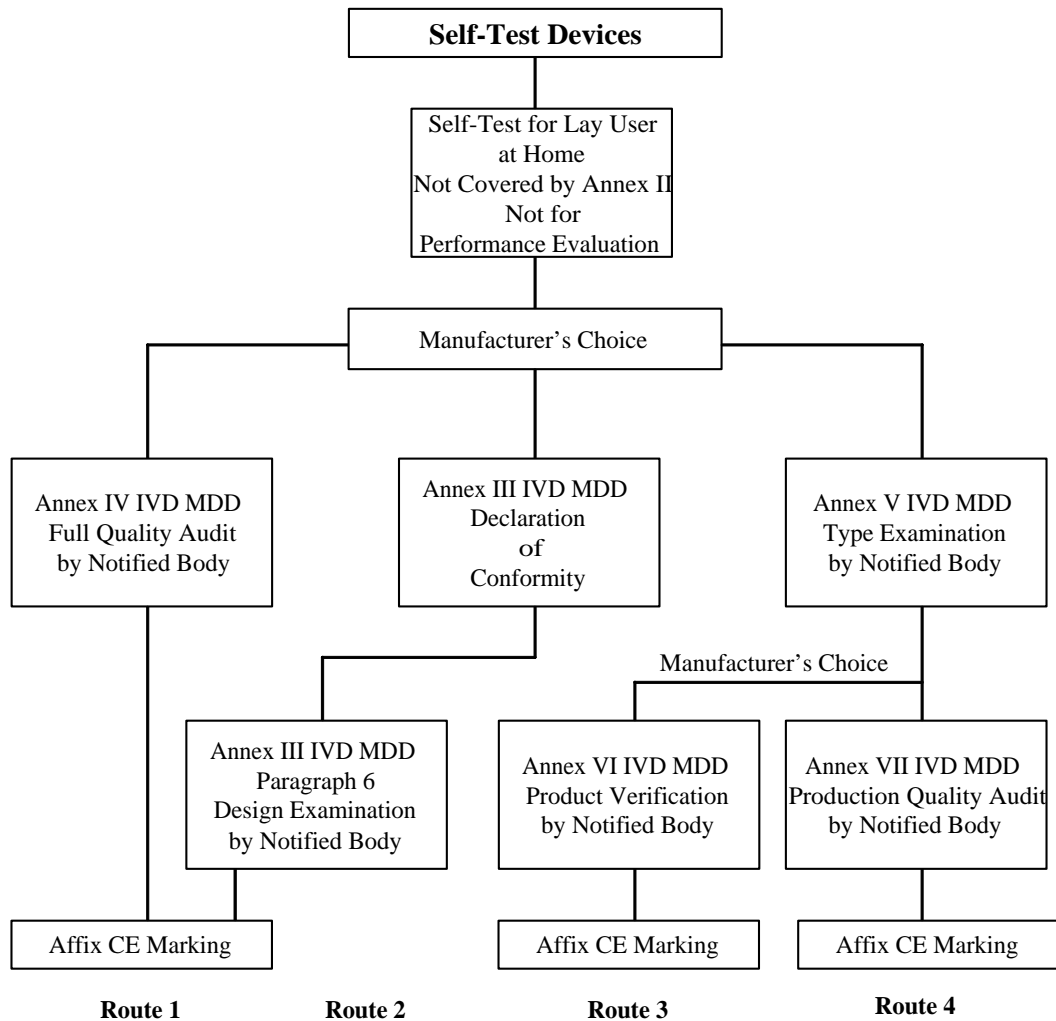 Self-Test Devices
Self-Test for Lay User
at Home
Not Covered by Annex II
Not for
Performance Evaluation
Manufacturer’s Choice
Annex IV IVD MDD
Full Quality Audit
by Notified Body
Annex III IVD MDD
Declaration
of
Conformity
Annex V IVD MDD
Type Examination
by Notified Body
Manufacturer’s Choice
Annex III IVD MDD
Paragraph 6
Design Examination
by Notified Body
Annex VI IVD MDD
Product Verification
by Notified Body
Annex VII IVD MDD
Production Quality Audit
by Notified Body
Affix CE Marking
Affix CE Marking
Affix CE Marking
Route 1
Route 2
Route 3
Route 4